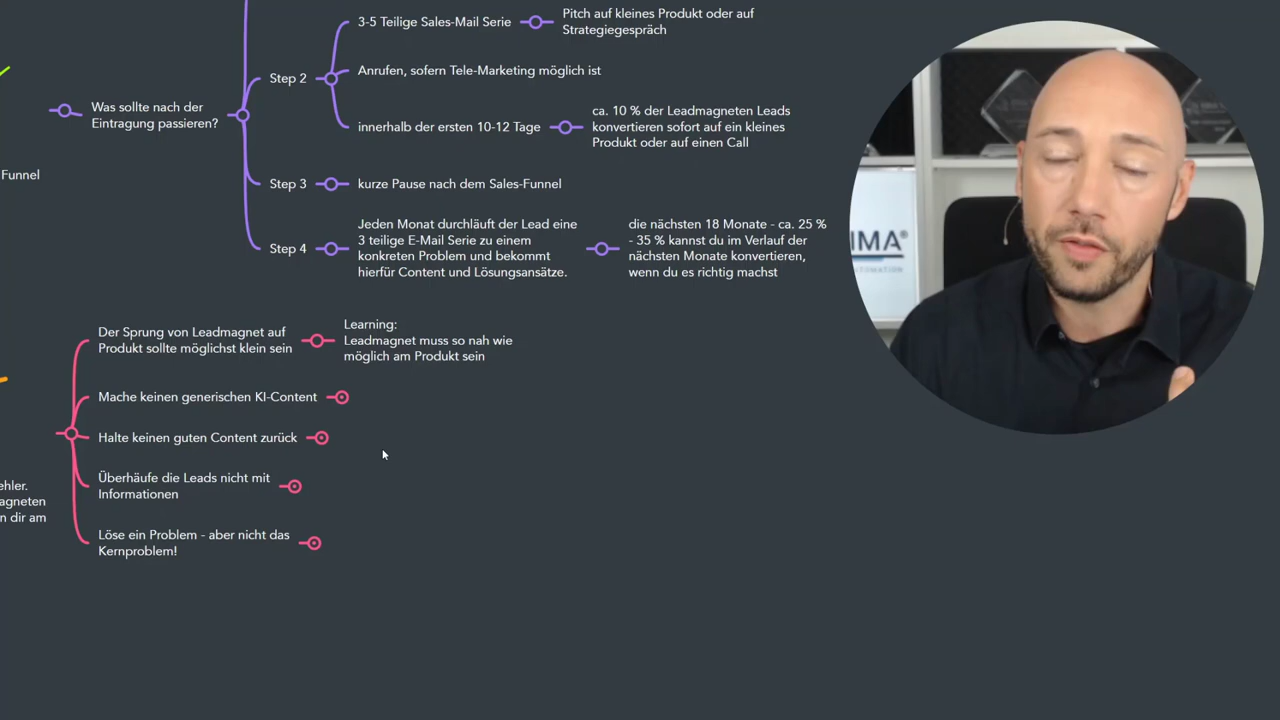 3-5 Teilige Sales-Mail Serie
Pitch auf kleines Produkt oder auf
Strategiegespräch
Step 2
Anrufen, sofern Tele-Marketing möglich ist
Was sollte nach der
Eintragung passieren?
innerhalb der ersten 10-12 Tage
ca. 10 % der Leadmagneten Leads
konvertieren sofort auf ein kleines
Produkt oder auf einen Call
Funnel
Step 3
kurze Pause nach dem Sales-Funnel
Step 4
Jeden Monat durchläuft der Lead eine
3 teilige E-Mail Serie zu einem
konkreten Problem und bekommt
hierfür Content und Lösungsansätze.
die nächsten 18 Monate - ca. 25 %
- 35 % kannst du im Verlauf der
nächsten Monate konvertieren,
wenn du es richtig machst
Der Sprung von Leadmagnet auf
Produkt sollte möglichst klein sein
Learning:
Leadmagnet muss so nah wie
möglich am Produkt sein
Mache keinen generischen KI-Content
Halte keinen guten Content zurück
Überhäufe die Leads nicht mit
Informationen
ehler.
agneten
n dir am
Löse ein Problem - aber nicht das
Kernproblem!
IMA®